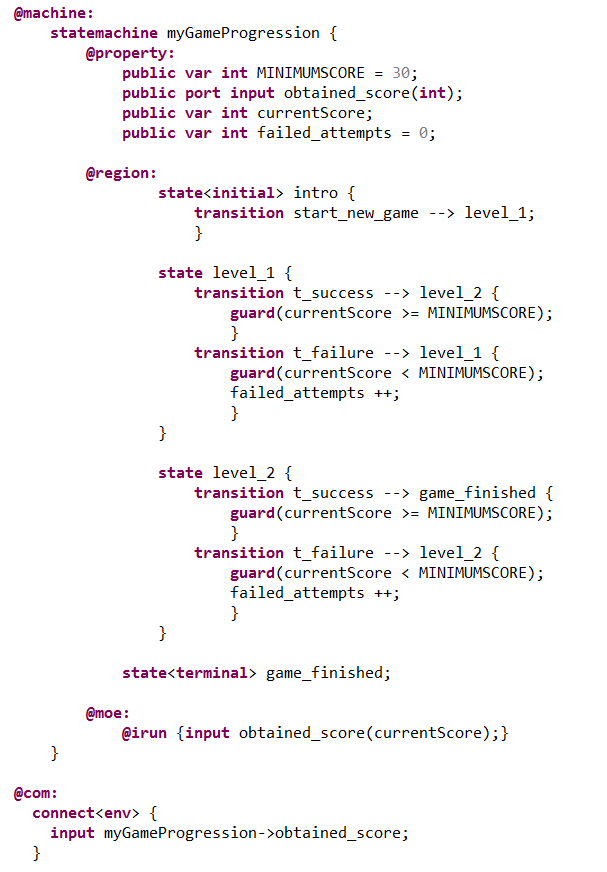 @machine:
statemachine myGameProgression {
@property:
public var int MINIMUMSCORE = 30;
public port input obtained_score(int);
public var int currentScore;
public var int failed_attempts = 0;
@region:
state<initial> intro {
transition start_new_game --> level_1;
}
state level_1 {
transition t_success --> level_2 {
guard(currentScore >= MINIMUMSCORE);
}
transition t_failure --> level_1 {
guard(currentScore < MINIMUMSCORE);
failed_attempts ++;
}
}
state level_2 {
transition t_success --> game_finished {
guard(currentScore >= MINIMUMSCORE);
}
transition t_failure --> level_2 {
guard(currentScore < MINIMUMSCORE);
failed_attempts ++;
}
}
state<terminal> game_finished;
@moe:
@irun {input obtained_score(currentScore);}
}
@com:
connect<env> {
input myGameProgression->obtained_score;
}